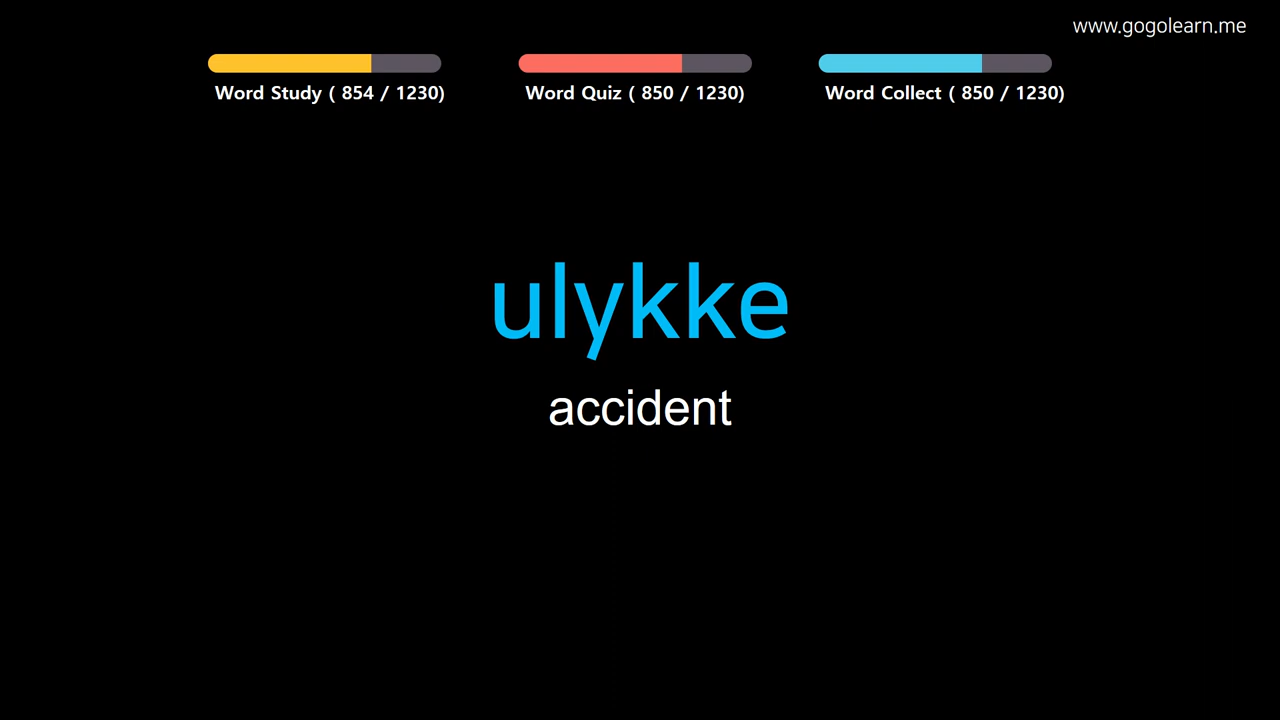 www.gogolearn.me
Word Study ( 854 / 1230)
Word Quiz ( 850 / 1230)
Word Collect ( 850 / 1230)
ulykke
accident